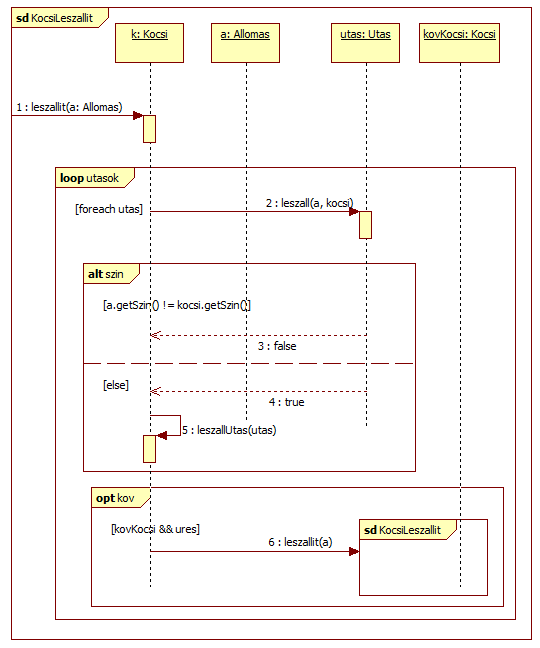 sd KocsiLeszallit
k: Kocsi
a: Allomas
utas: Utas
kovKocsi: Kocsi
1 : leszallit(a: Allomas)
loop utasok
[foreach utas]
2 : leszall(a, kocsi)
alt szin
[a.getSzin() != kocsi.getSzin()]
3 : false
[else]
4 : true
5 : leszallUtas(utas)
opt kov
[kovKocsi && ures]
6 : leszallit(a)
sd KocsiLeszallit